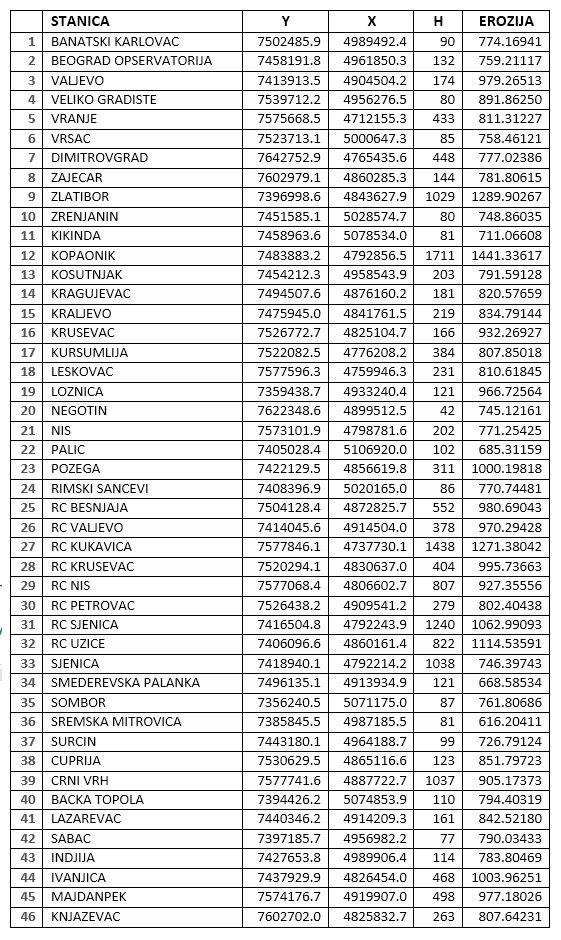 STANICA Y X H EROZIJA
1 BANATSKI KARLOVAC 7502485.9 4989492.4 90 774.16941
2 BEOGRAD OPSERVATORIJA 7458191.8 4961850.3 132 759.21117
3 VALJEVO 7413913.5 4904504.2 174 979.26513
4 VELIKO GRADISTE 7539712.2 4956276.5 80 891.86250
5 VRANJE 7575668.5 4712155.3 433 811.31227
6 VRSAC 7523713.1 5000647.3 85 758.46121
7 DIMITROVGRAD 7642752.9 4765435.6 448 777.02386
8 ZAJECAR 7602979.1 4860285.3 144 781.80615
9 ZLATIBOR 7396998.6 4843627.9 1029 1289.90267
10 ZRENJANIN 7451585.1 5028574.7 80 748.86035
11 KIKINDA 7458963.6 5078534.0 81 711.06608
12 KOPAONIK 7483883.2 4792856.5 1711 1441.33617
13 KOSUTNJAK 7454212.3 4958543.9 203 791.59128
14 KRAGUJEVAC 7494507.6 4876160.2 181 820.57659
15 KRALJEVO 7475945.0 4841761.5 219 834.79144
16 KRUSEVAC 7526772.7 4825104.7 166 932.26927
17 KURSUMLIJA 7522082.5 4776208.2 384 807.85018
18 LESKOVAC 7577596.3 4759946.3 231 810.61845
19 LOZNICA 7359438.7 4933240.4 121 966.72564
20 NEGOTIN 7622348.6 4899512.5 42 745.12161
21 NIS 7573101.9 4798781.6 202 771.25425
22 PALIC 7405028.4 5106920.0 102 685.31159
23 POZEGA 7422129.5 4856619.8 311 1000.19818
24 RIMSKI SANCEVI 7408396.9 5020165.0 86 770.74481
25 RC BESNJAJA 7504128.4 4872825.7 552 980.69043
26 RC VALJEVO 7414045.6 4914504.0 378 970.29428
27 RC KUKAVICA 7577846.1 4737730.1 1438 1271.38042
28 RC KRUSEVAC 7520294.1 4830637.0 404 995.73663
29 RC NIS 7577068.4 4806602.7 807 927.35556
30 RC PETROVAC 7526438.2 4909541.2 279 802.40438
31 RC SJENICA 7416504.8 4792243.9 1240 1062.99093
32 RC UZICE 7406096.6 4860161.4 822 1114.53591
33 SJENICA 7418940.1 4792214.2 1038 746.39743
34 SMEDEREVSKA PALANKA 7496135.1 4913934.9 121 668.58534
35 SOMBOR 7356240.5 5071175.0 87 761.80686
36 SREMSKA MITROVICA 7385845.5 4987185.5 81 616.20411
37 SURCIN 7443180.1 4964188.7 99 726.79124
38 CUPRIJA 7530629.5 4865116.6 123 851.79723
39 CRNI VRH 7577741.6 4887722.7 1037 905.17373
40 BACKA TOPOLA 7394426.2 5074853.9 110 794.40319
41 LAZAREVAC 7440346.2 4914209.3 161 842.52180
42 SABAC 7397185.7 4956982.2 77 790.03433
43 INDJIJA 7427653.8 4989906.4 114 783.80469
44 IVANJICA 7437929.9 4826454.0 468 1003.96251
45 MAJDANPEK 7574176.7 4919907.0 498 977.18026
46 KNJAZEVAC 7602702.0 4825832.7 263 807.64231